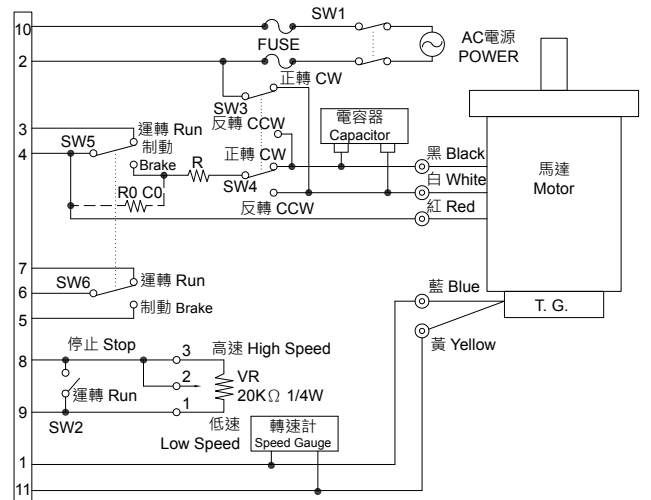 10
SW1
FUSE
AC電源
POWER
2
正轉 CW
SW3
反轉 CCW
電容器
Capacitor
3
運轉 Run
SW5
制動
正轉 CW
4
Brake
R
SW4
黑 Black
白 White
馬達
Motor
R0 C0
反轉 CCW
紅 Red
7
運轉 Run
6
SW6
藍 Blue
制動 Brake
5
T. G.
黃 Yellow
停止 Stop
3
高速 High Speed
8
2
VR
運轉 Run
20KΩ 1/4W
1
9
低速
SW2
Low Speed
轉速計
Speed Gauge
1
11